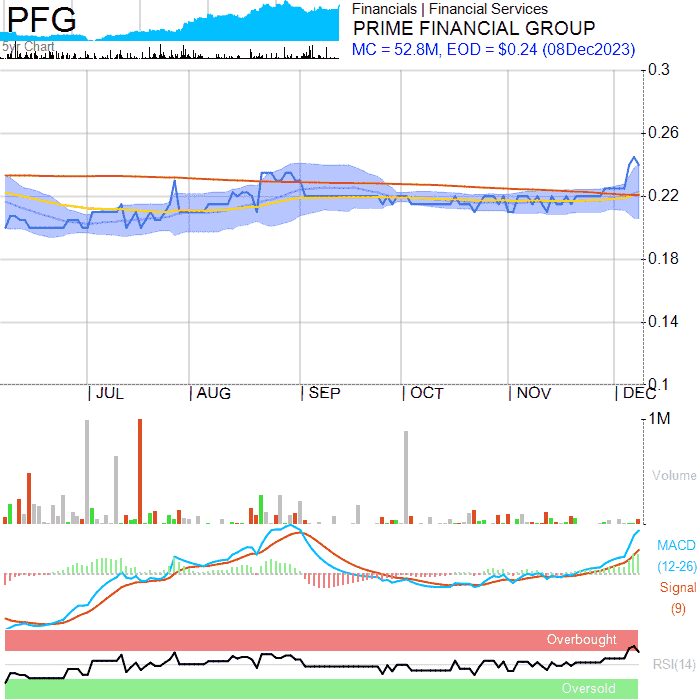 PFG
5yr Chart
Financials | Financial Services
PRIME FINANCIAL GROUP
MC = 52.8M, EOD = $0.24 (08Dec2023)
0.3
0.26
0.22
0.18
0.14
0.1
JUL AUG SEP OCT NOV DEC
1M
Volume
MACD
(12-26)
Signal
(9)
Overbought
RSI(14)
Oversold